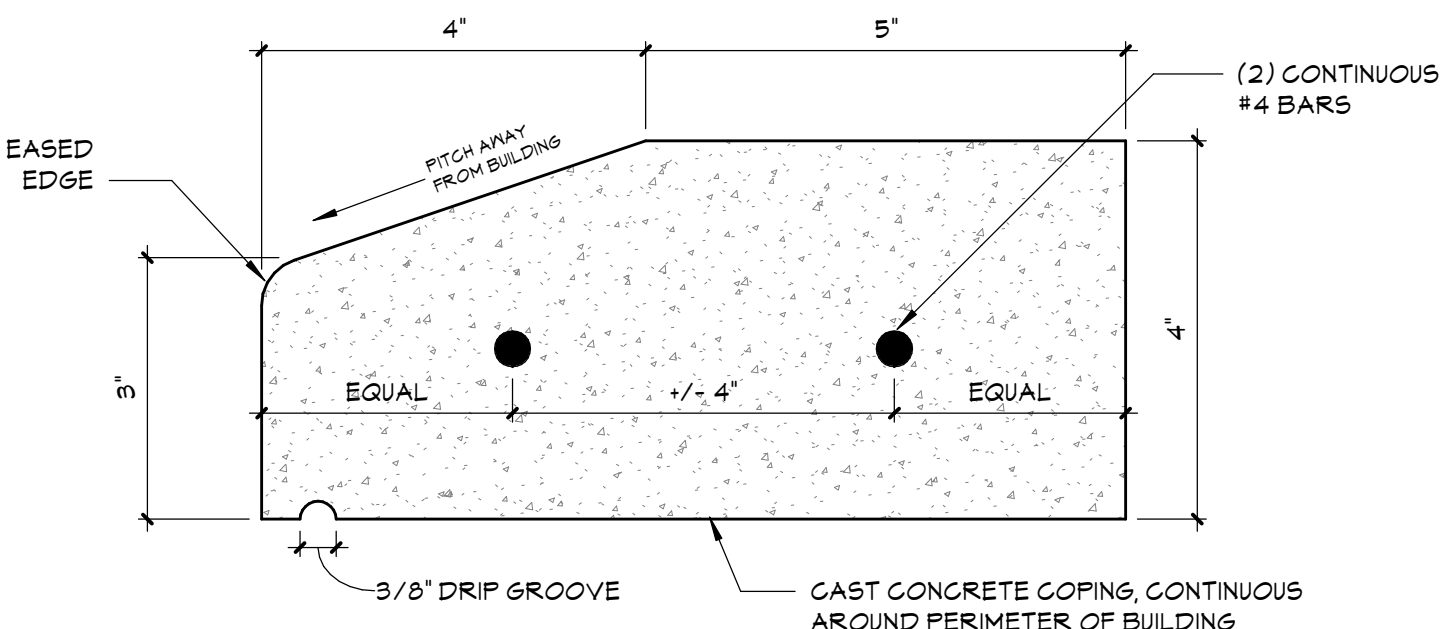 4"
5"
(2) CONTINUOUS
#4 BARS
EASED
EDGE
PITCH AWAY
FROM BUILDING
3"
4"
EQUAL
+/- 4"
EQUAL
3/8" DRIP GROOVE
CAST CONCRETE COPING, CONTINUOUS
AROUND PERIMETER OF BUILDING